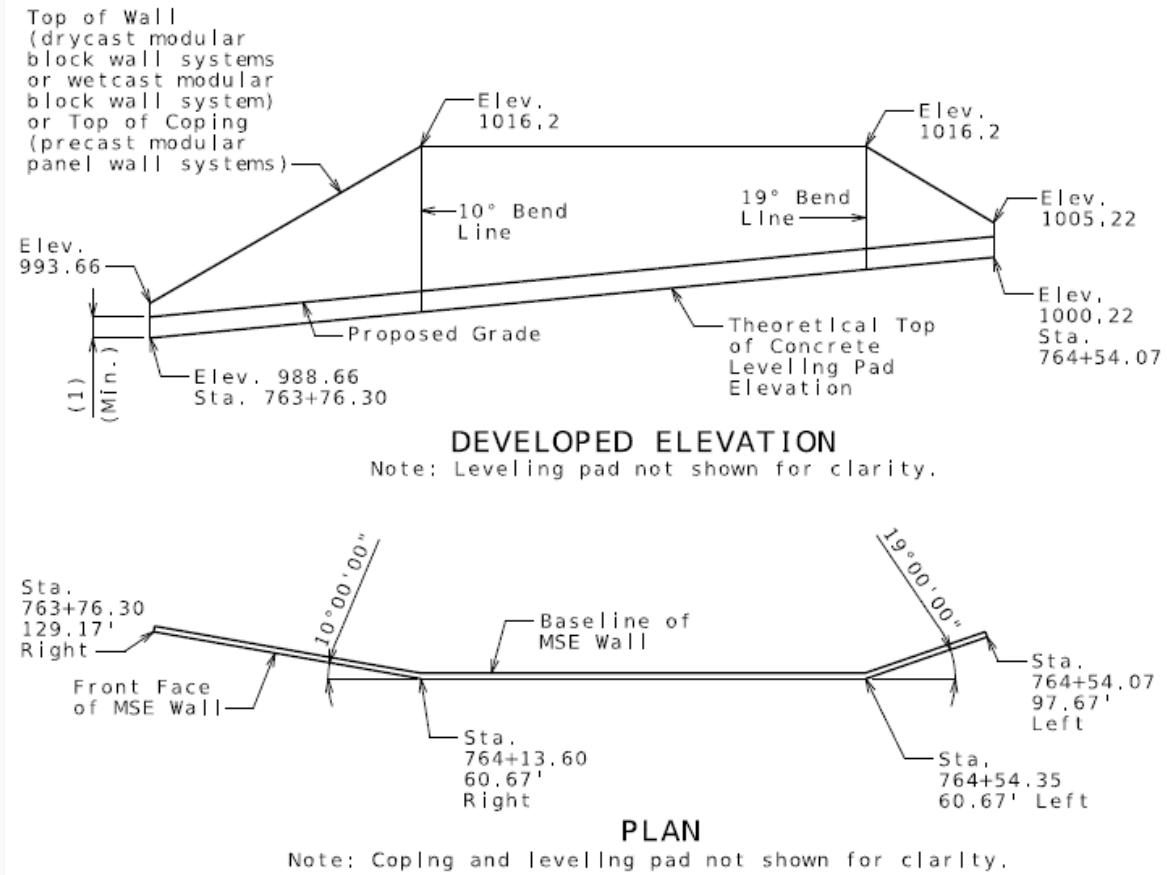 Top of Wall
(drycast modular
block wall systems
or wetcast modular
block wall system)
or Top of Coping
(precast modular
panel wall systems)
Elev.
1016.2
Elev.
1016.2
10° Bend
Line
19° Bend
Line
Elev.
1005.22
Elev.
993.66
Proposed Grade
Theoretical Top
of Concrete
Leveling Pad
Elevation
Elev.
1000.22
Sta.
764+54.07
(1)
(Min.)
Elev. 988.66
Sta. 763+76.30
DEVELOPED ELEVATION
Note: Leveling pad not shown for clarity.
10°00'00"
19°00'00"
Sta.
763+76.30
129.17'
Right
Baseline of
MSE Wall
Front Face
of MSE Wall
Sta.
764+54.07
97.67'
Left
Sta.
764+13.60
60.67'
Right
Sta.
764+54.35
60.67' Left
PLAN
Note: Coping and leveling pad not shown for clarity.